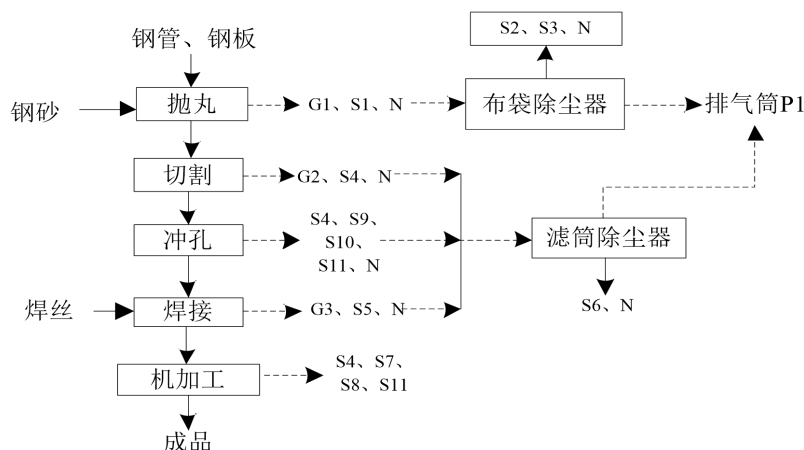 钢管、钢板
S2、S3、N
钢砂
抛丸
G1、S1、N
布袋除尘器
排气筒P1
切割
G2、S4、N
冲孔
S4、S9、
S10、
S11、N
滤筒除尘器
焊丝
焊接
G3、S5、N
S6、N
机加工
S4、S7、
S8、S11
成品